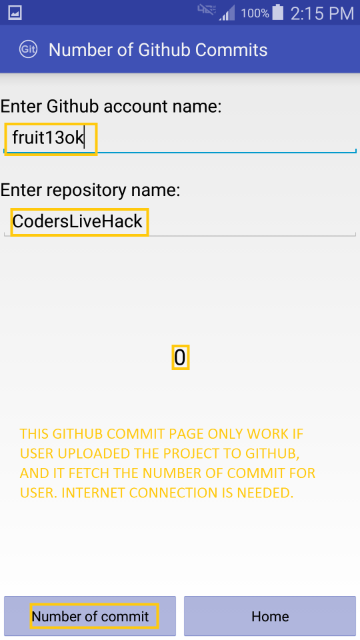 100% 2:15 PM
Git Number of Github Commits
Enter Github account name:
fruit13ok
Enter repository name:
CodersLiveHack
0
THIS GITHUB COMMIT PAGE ONLY WORK IF
USER UPLOADED THE PROJECT TO GITHUB,
AND IT FETCH THE NUMBER OF COMMIT FOR
USER. INTERNET CONNECTION IS NEEDED.
Number of commit Home